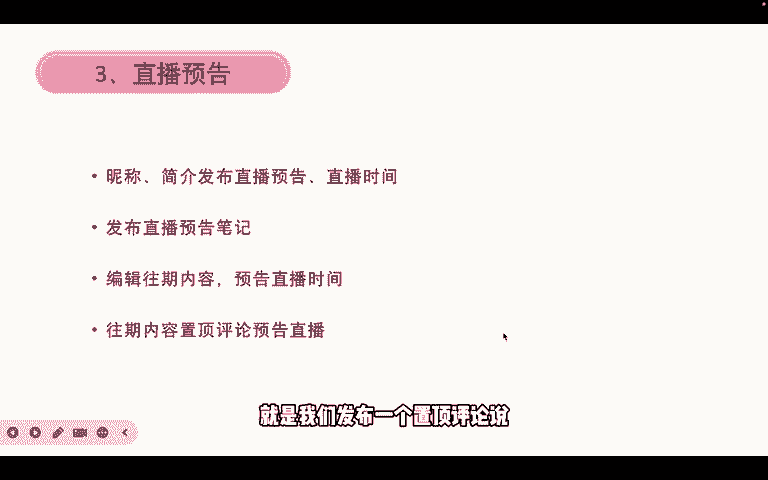 3、直播预告
• 昵称、简介发布直播预告、直播时间
• 发布直播预告笔记
• 编辑往期内容，预告直播时间
• 往期内容置顶评论预告直播
就是我们发布一个置顶评论说